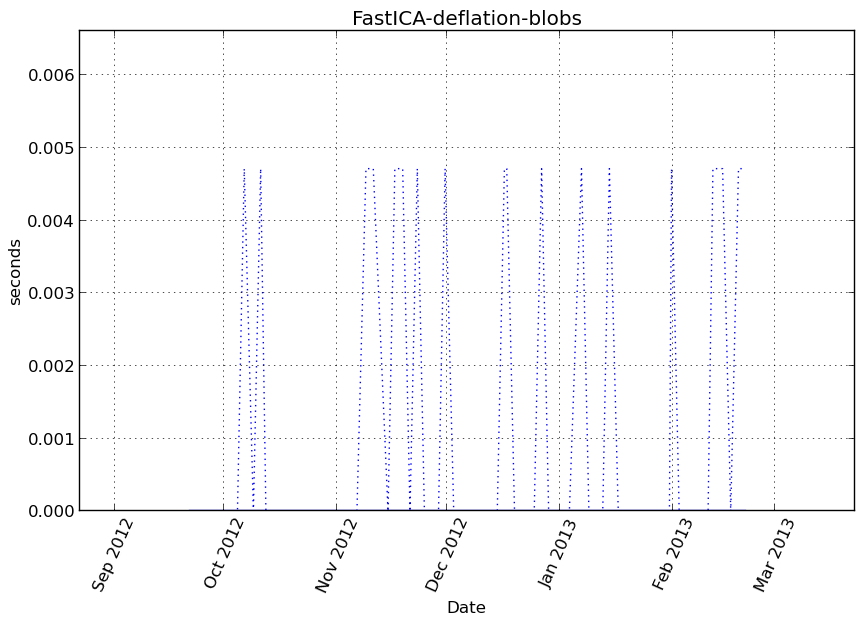 FastICA-deflation-blobs
0.006
0.005
0.004
0.003
0.002
0.001
0.000
seconds
Sep 2012
Oct 2012
Nov 2012
Dec 2012
Jan 2013
Feb 2013
Mar 2013
Date